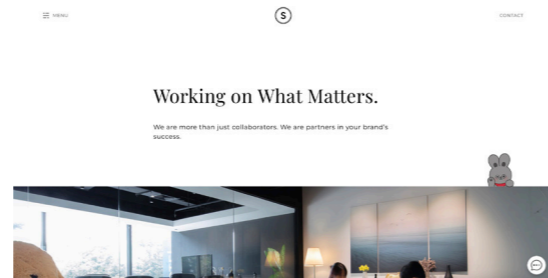 MENU
S
CONTACT
Working on What Matters.
We are more than just collaborators. We are partners in your brand's
success.